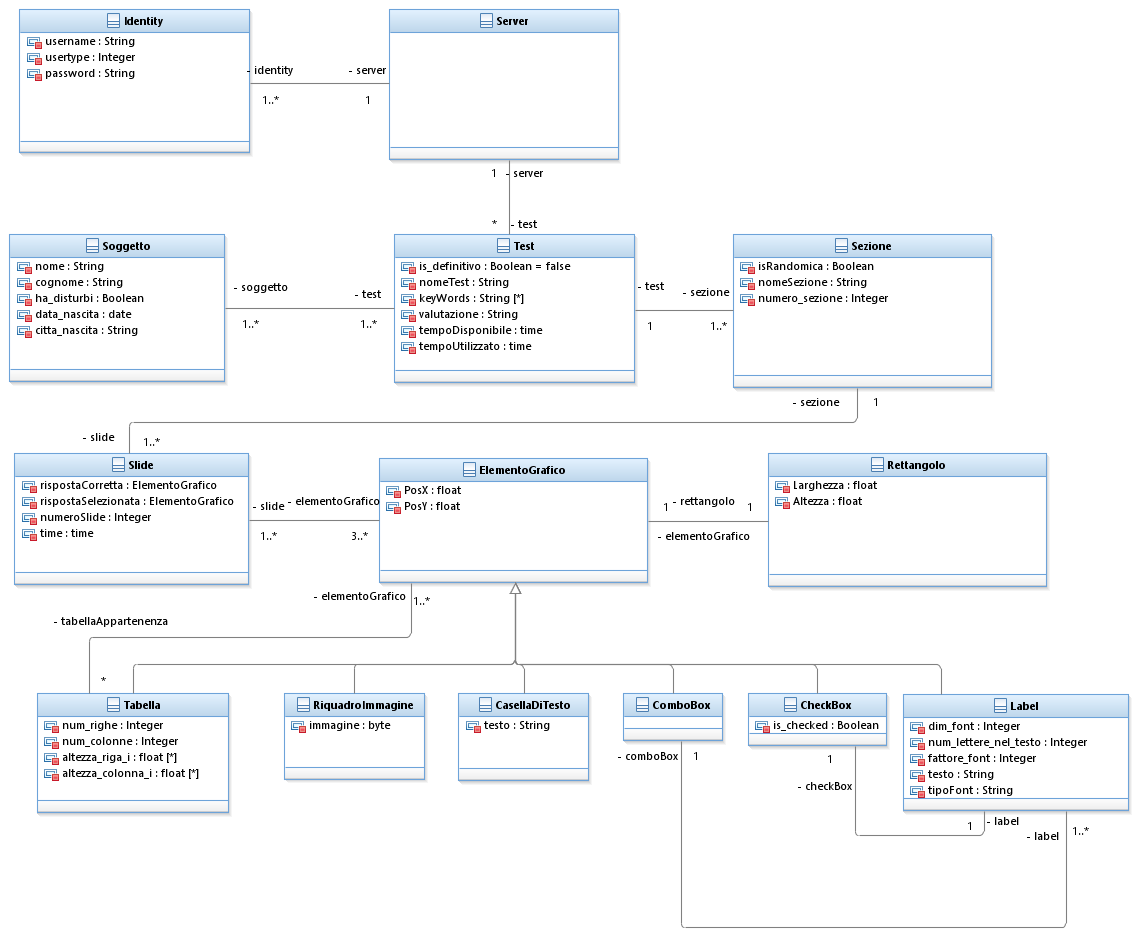 Identity
username : String
usertype : Integer
password : String
- identity
1..*
- server
1
Server
1
- server
*
- test
Soggetto
nome : String
cognome : String
ha_disturbi : Boolean
data_nascita : date
citta_nascita : String
- soggetto
1..*
- test
1..*
Test
is_definitivo : Boolean = false
nomeTest : String
keyWords : String [*]
valutazione : String
tempoDisponibile : time
tempoUtilizzato : time
- test
1
- sezione
1..*
Sezione
isRandomica : Boolean
nomeSezione : String
numero_sezione : Integer
- sezione
1
- slide
1..*
Slide
rispostaCorretta : ElementoGrafico
rispostaSelezionata : ElementoGrafico
numeroSlide : Integer
time : time
- slide
1..*
- elementoGrafico
3..*
ElementoGrafico
PosX : float
PosY : float
1
- rettangolo
1
- elementoGrafico
Rettangolo
Larghezza : float
Altezza : float
- elementoGrafico
1..*
- tabellaAppartenenza
*
Tabella
num_righe : Integer
num_colonne : Integer
altezza_riga_i : float [*]
altezza_colonna_i : float [*]
RiquadroImmagine
immagine : byte
CasellaDiTesto
testo : String
ComboBox
- comboBox
1
CheckBox
is_checked : Boolean
1
- checkBox
Label
dim_font : Integer
num_lettere_nel_testo : Integer
fattore_font : Integer
testo : String
tipoFont : String
1
- label
- label
1..*